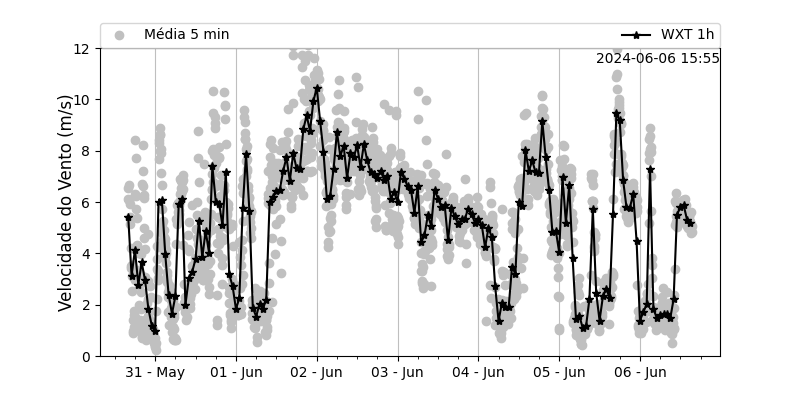 Média 5 min
WXT 1h
2024-06-06 15:55
Velocidade do Vento (m/s)
12
10
8
6
4
2
0
31 - May
01 - Jun
02 - Jun
03 - Jun
04 - Jun
05 - Jun
06 - Jun